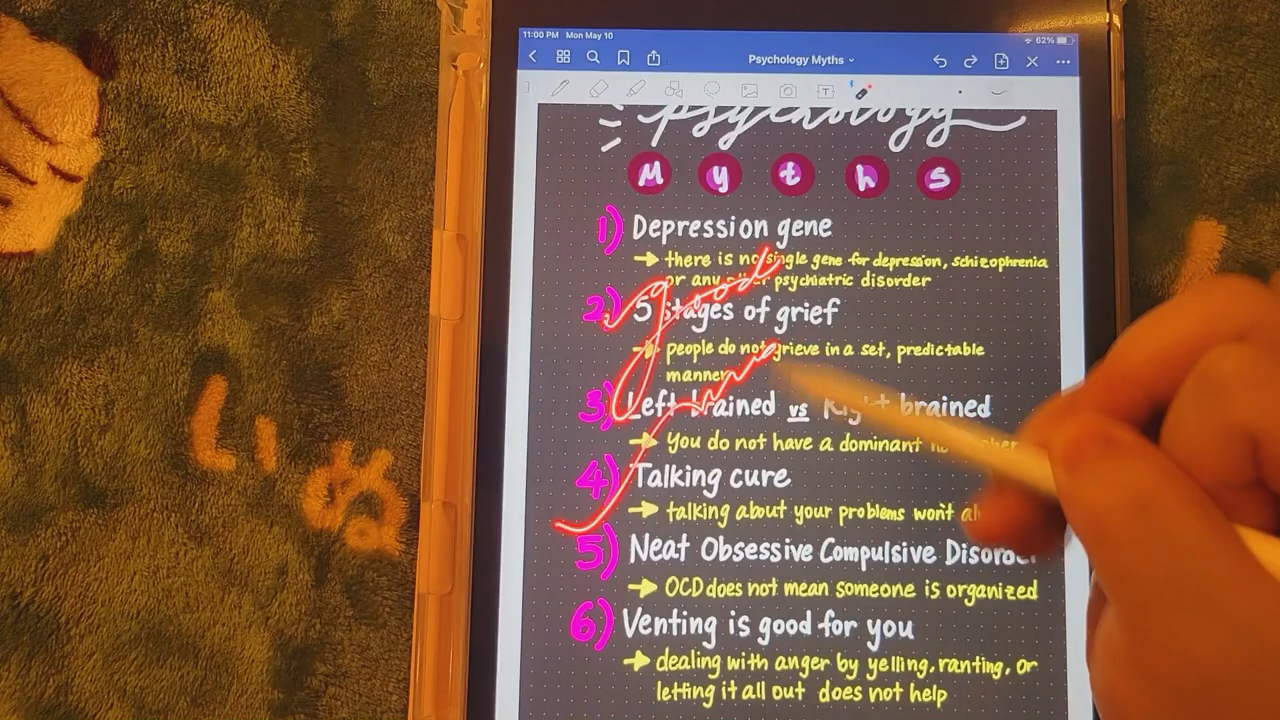 11:00 PM Mon May 10
62%
Psychology Myths
T
psychology
M y t h s
1) Depression gene
→ there is no single gene for depression, schizophrenia
or any other psychiatric disorder
2) 5 stages of grief
→ people do not grieve in a set, predictable
manner
good
3) Left brained vs Right brained
→ You do not have a dominant
4) Talking cure
→ talking about your problems won't
5) Neat Obsessive Compulsive Disorder
→ OCD does not mean someone is organized
6) Venting is good for you
→ dealing with anger by yelling, ranting, or
letting it all out does not help